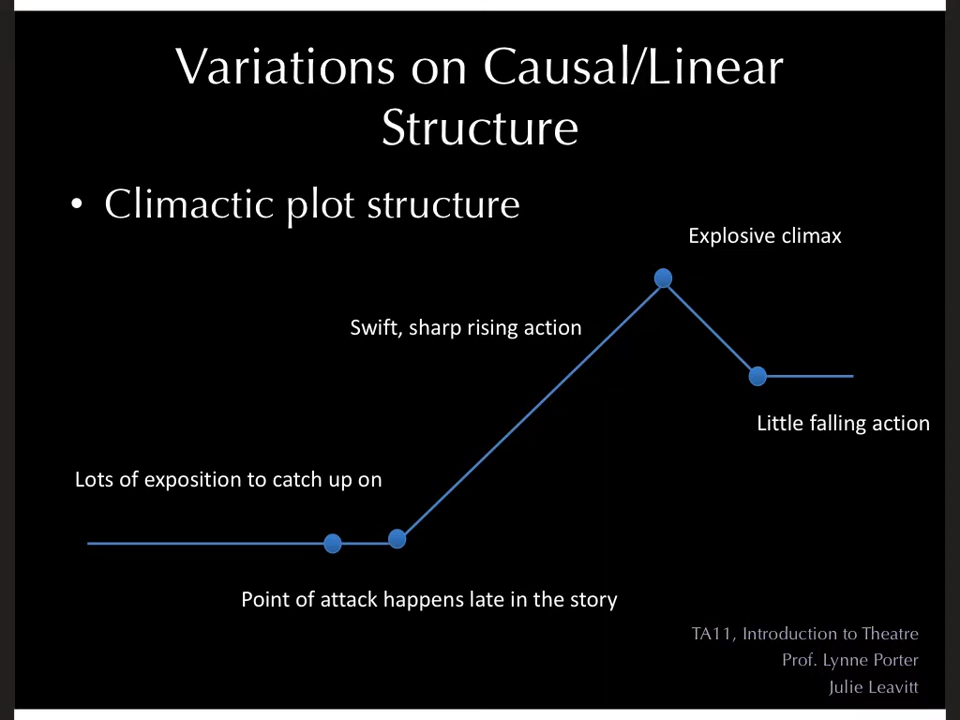 Variations on Causal/Linear
Structure
• Climactic plot structure
Explosive climax
Swift, sharp rising action
Little falling action
Lots of exposition to catch up on
Point of attack happens late in the story
TA11, Introduction to Theatre
Prof. Lynne Porter
Julie Leavitt